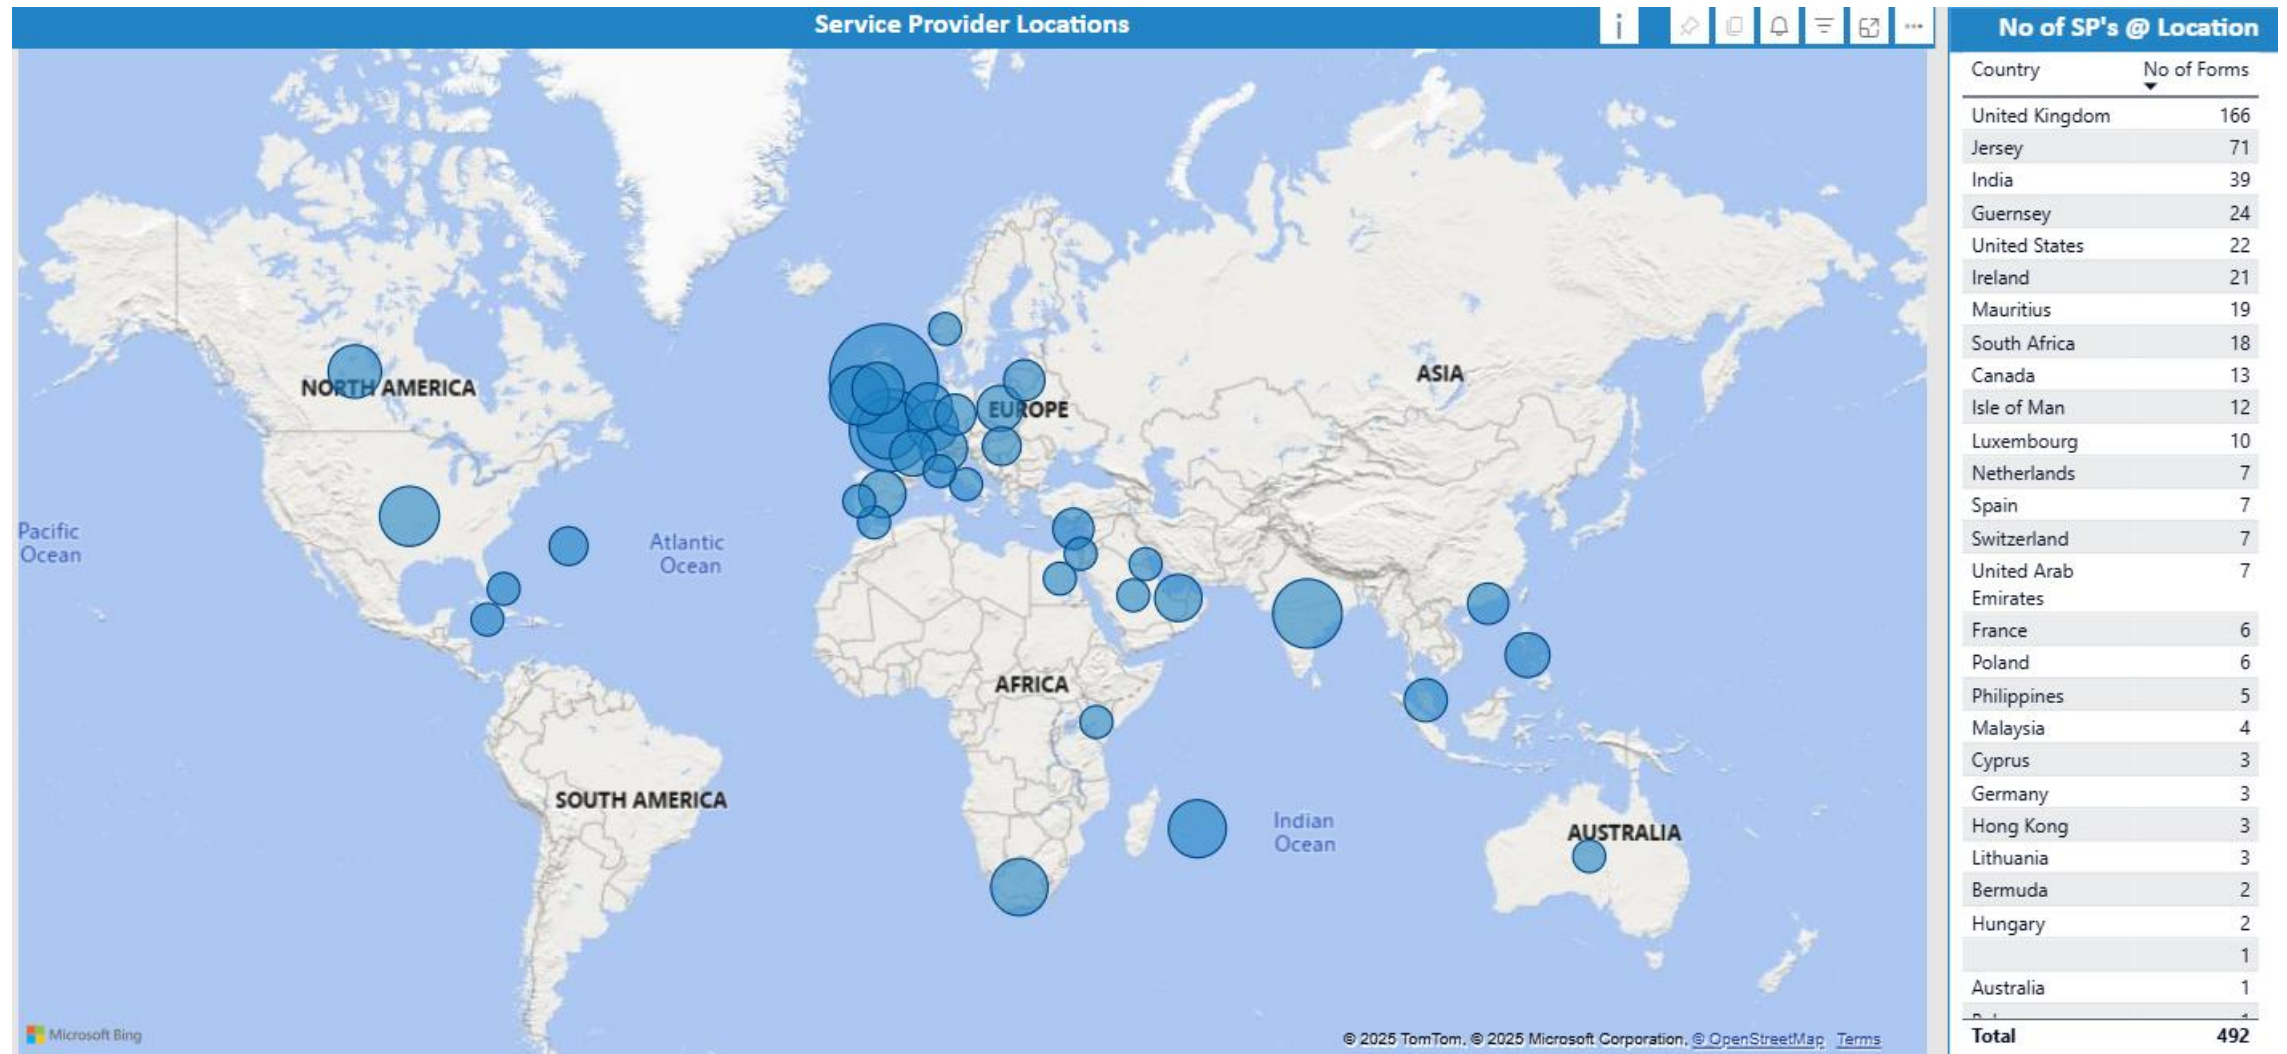 Service Provider Locations
No of SP's @ Location
Country No of Forms
United Kingdom 166
Jersey 71
India 39
Guernsey 24
United States 22
Ireland 21
Mauritius 19
South Africa 18
Canada 13
Isle of Man 12
Luxembourg 10
Netherlands 7
Spain 7
Switzerland 7
United Arab 7
Emirates
France 6
Poland 6
Philippines 5
Malaysia 4
Cyprus 3
Germany 3
Hong Kong 3
Lithuania 3
Bermuda 2
Hungary 2
1
Australia 1
Total 492
NORTH AMERICA
EUROPE
ASIA
Pacific
Ocean
Atlantic
Ocean
AFRICA
SOUTH AMERICA
Indian
Ocean
AUSTRALIA
Microsoft Bing
© 2025 TomTom, © 2025 Microsoft Corporation, © OpenStreetMap Terms